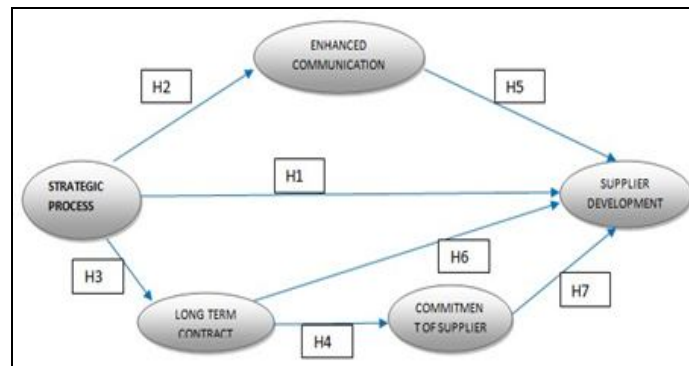 ENHANCED
COMMUNICATION
H2
H5
H1
STRATEGIC
PROCESS
SUPPLIER
DEVELOPMENT
H6
H3
H7
LONG TERM
CONTRACT
COMMITMEN
T OF SUPPLIER
H4